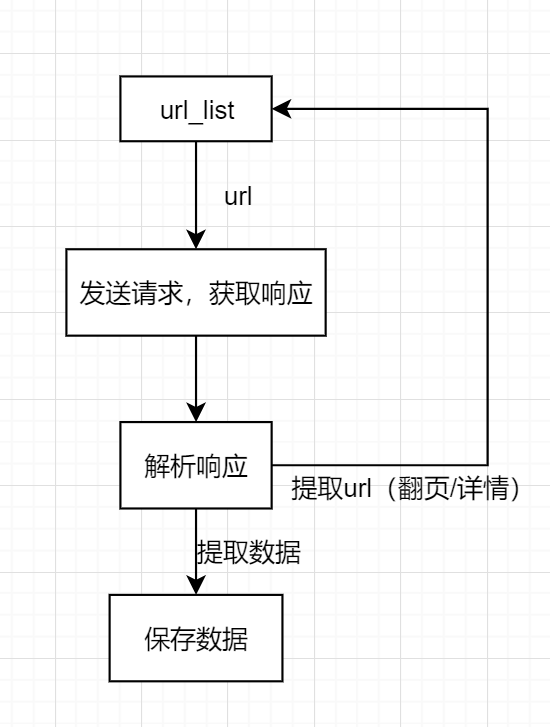 url_list
url
发送请求，获取响应
解析响应
提取url（翻页/详情）
提取数据
保存数据